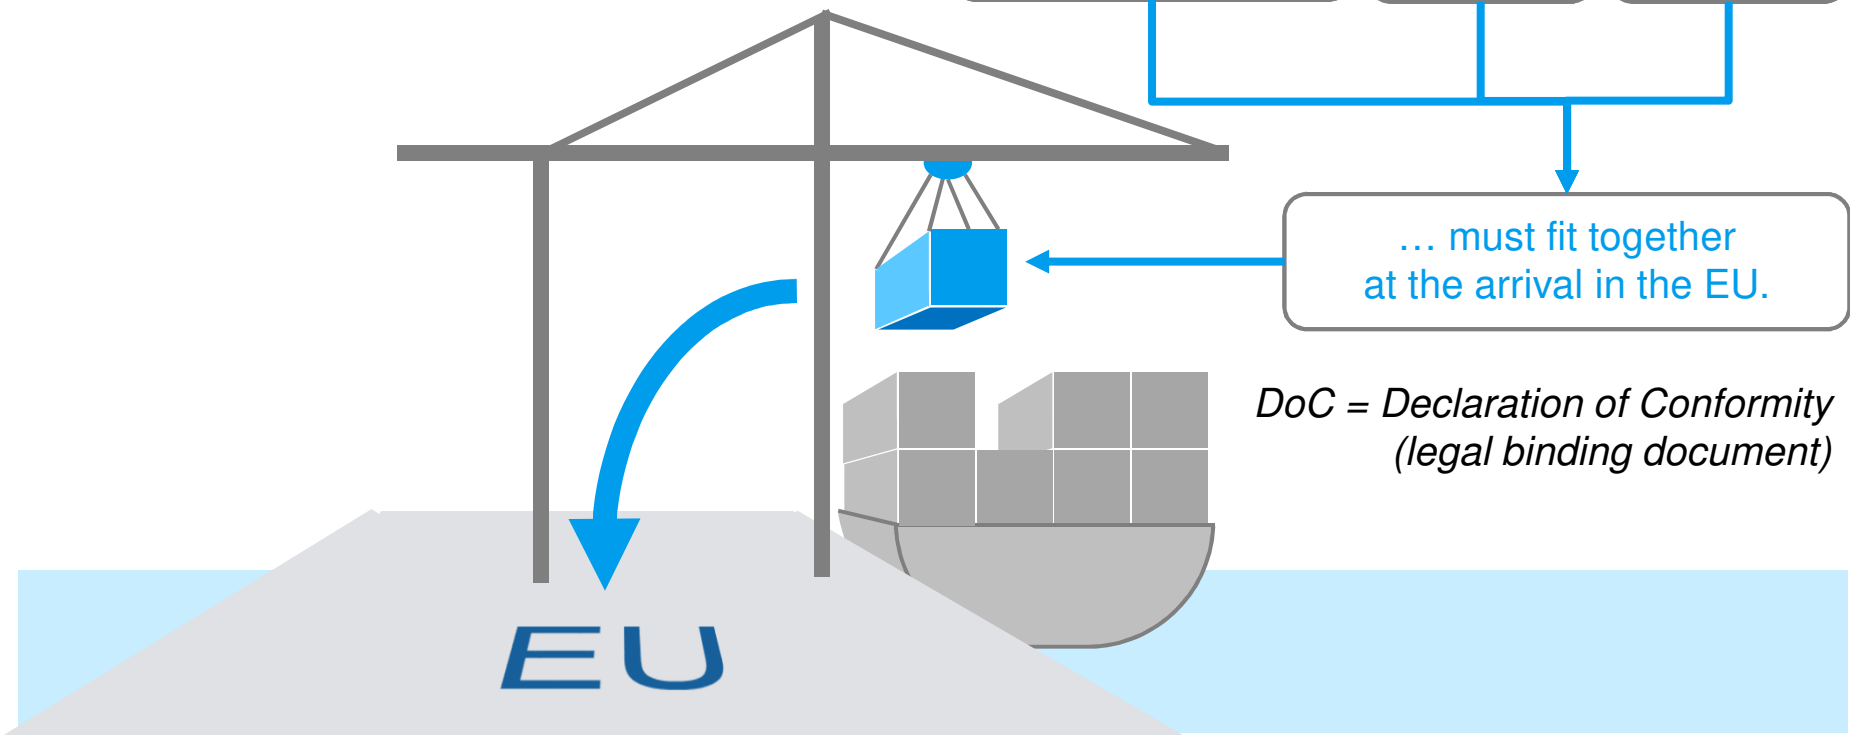 … must fit together
at the arrival in the EU.
DoC = Declaration of Conformity
(legal binding document)
EU